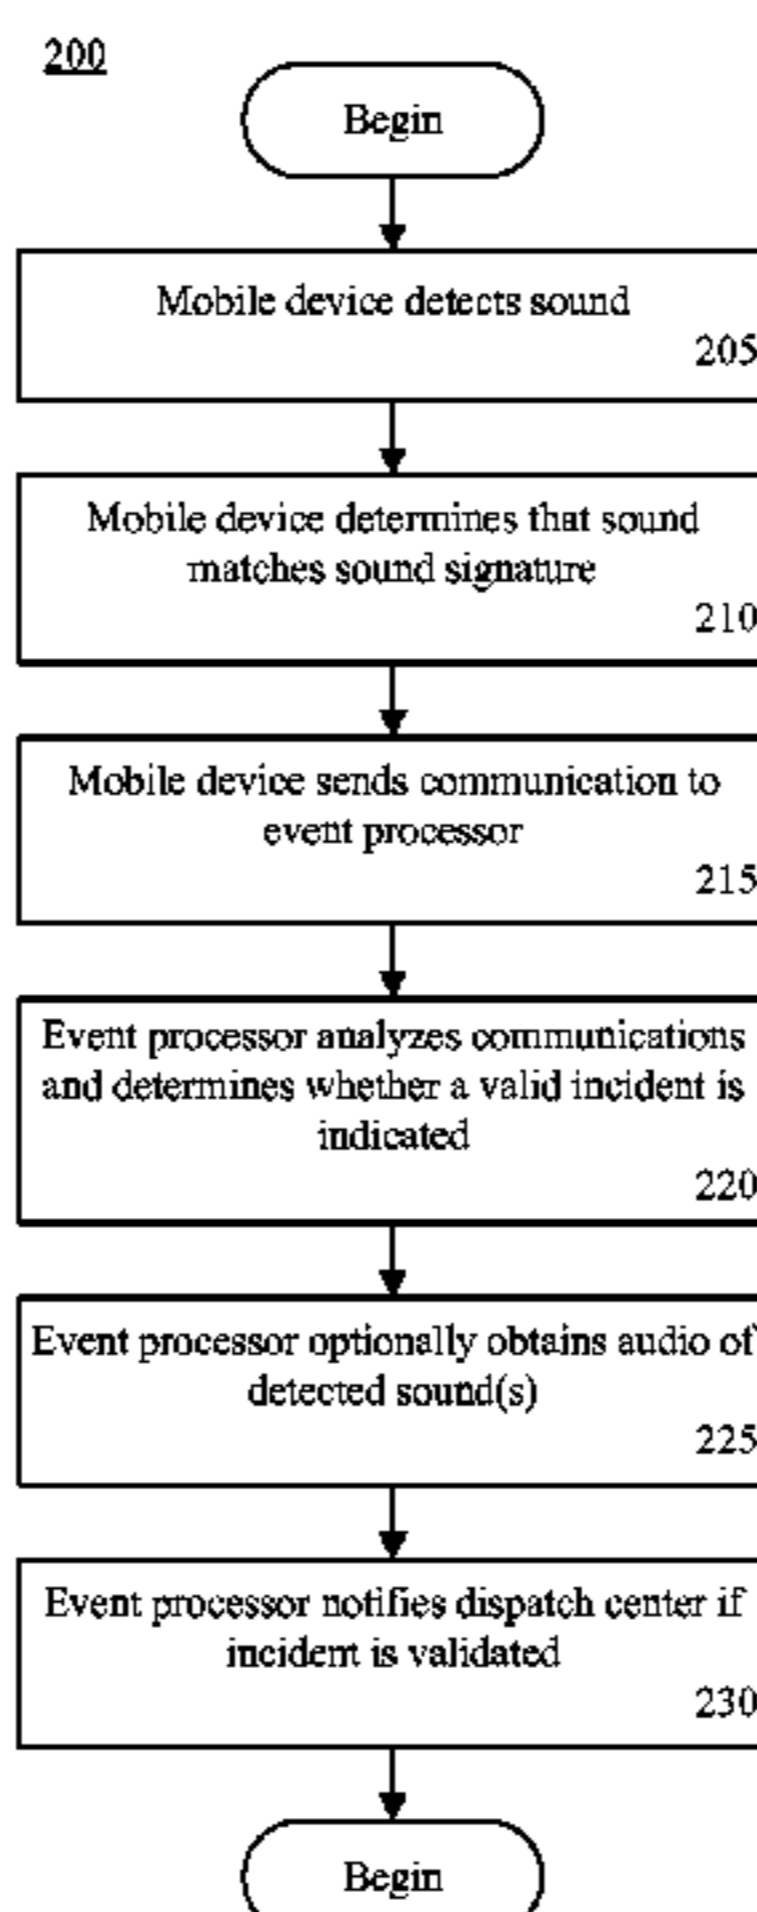 200
Begin
Mobile device detects sound
205
Mobile device determines that sound
matches sound signature
210
Mobile device sends communication to
event processor
215
Event processor analyzes communications
and determines whether a valid incident is
indicated
220
Event processor optionally obtains audio of
detected sound(s)
225
Event processor notifies dispatch center if
incident is validated
230
Begin